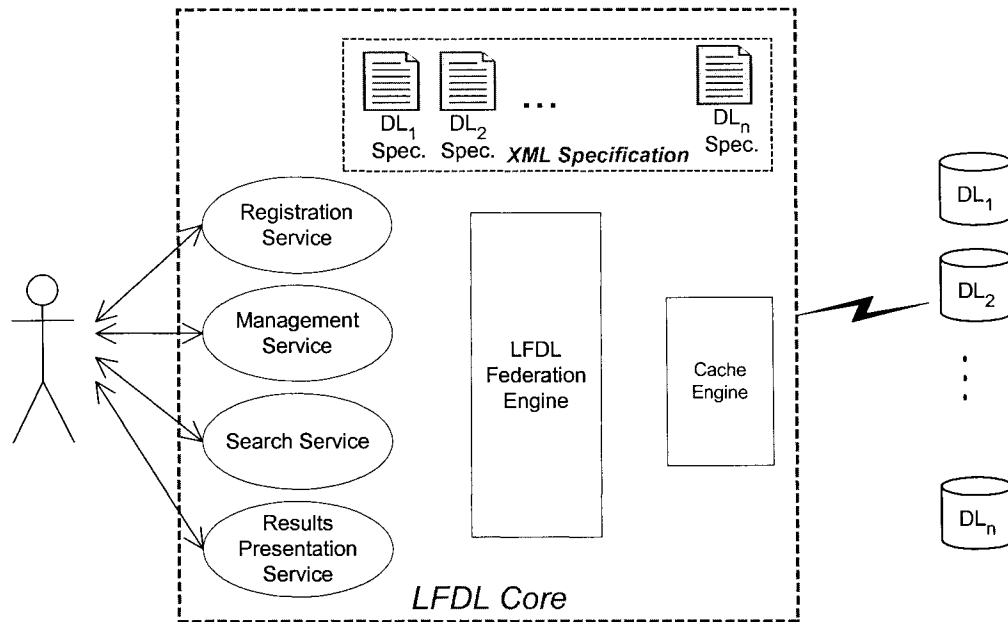 DL1
Spec.
DL2
Spec.
...
DLn
Spec.
XML Specification
Registration
Service
Management
Service
Search Service
Results
Presentation
Service
LFDL
Federation
Engine
Cache
Engine
LFDL Core
DL1
DL2
DLn